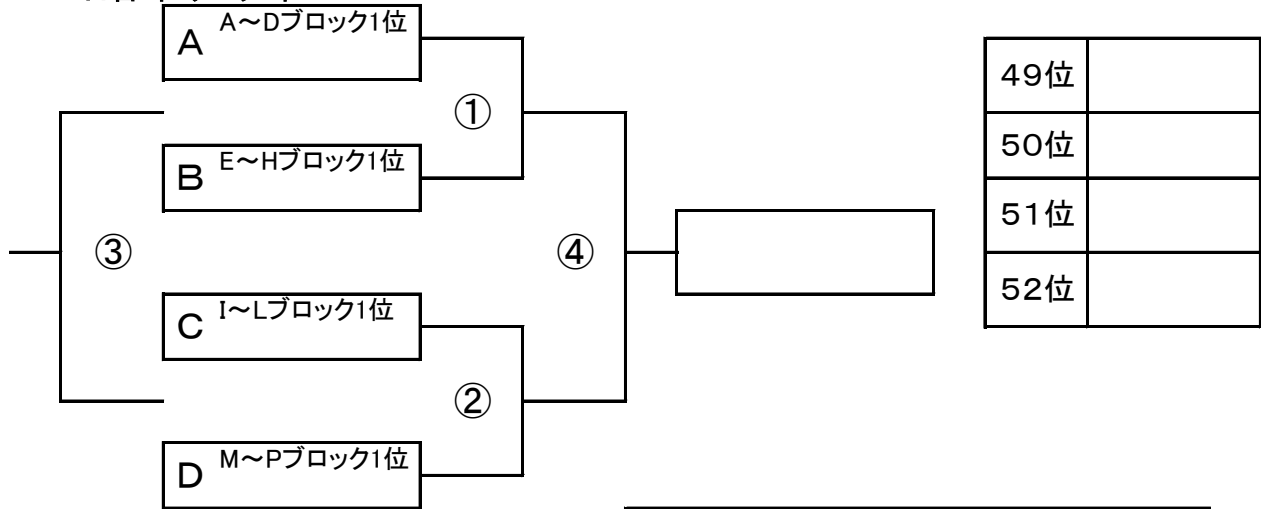 A A～Dブロック1位
①
B E～Hブロック1位
③
④
C I～Lブロック1位
②
D M～Pブロック1位
49位
50位
51位
52位